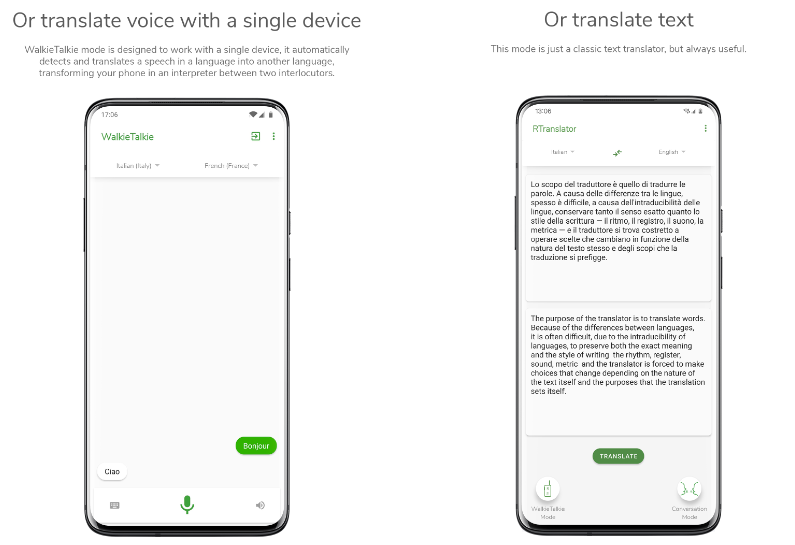 Or translate voice with a single device
WalkieTalkie mode is designed to work with a single device, it automatically
detects and translates a speech in a language into another language,
transforming your phone in an interpreter between two interlocutors.
17:06
WalkieTalkie
Italian (Italy)
French (France)
Bonjour
Ciao
Or translate text
This mode is just a classic text translator, but always useful.
13:06
RTranslator
Italian
English
Lo scopo del traduttore è quello di tradurre le
parole. A causa delle differenze tra le lingue,
spesso è difficile, a causa dell'intraducibilità delle
lingue, conservare tanto il senso esatto quanto lo
stile della scrittura — il ritmo, il registro, il suono, la
metrica — e il traduttore si trova costretto a
operare scelte che cambiano in funzione della
natura del testo stesso e degli scopi che la
traduzione si prefigge.
The purpose of the translator is to translate words.
Because of the differences between languages,
it is often difficult, due to the intraducibility of
languages, to preserve both the exact meaning
and the style of writing the rhythm, register,
sound, metric and the translator is forced to make
choices that change depending on the nature of
the text itself and the purposes that the translation
sets itself.
TRANSLATE
WalkieTalkie
Mode
Conversation
Mode